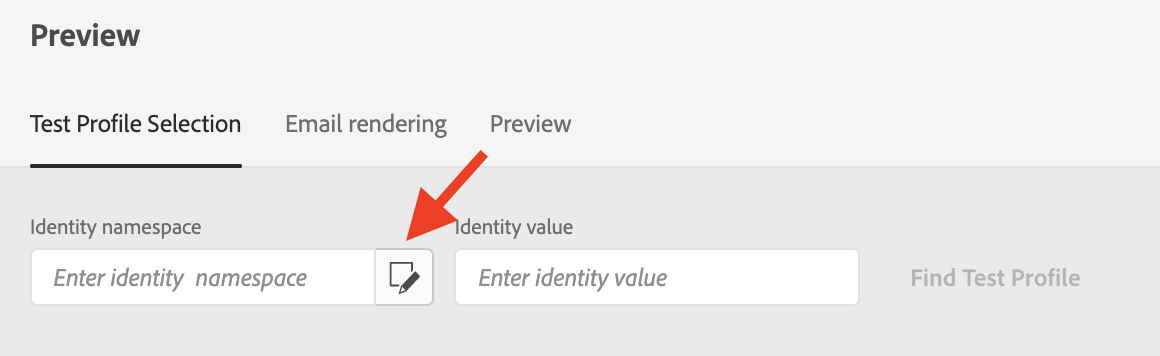 Preview
Test Profile Selection Email rendering Preview
Identity namespace Identity value
Enter identity namespace Enter identity value Find Test Profile